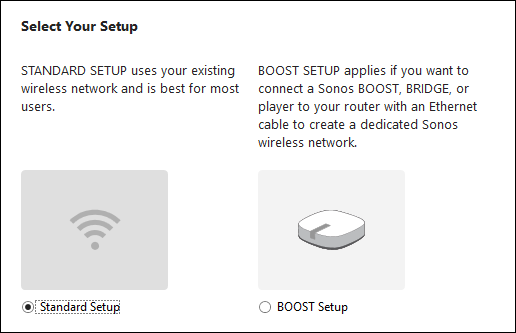 Select Your Setup
STANDARD SETUP uses your existing
wireless network and is best for most
users.
BOOST SETUP applies if you want to
connect a Sonos BOOST, BRIDGE, or
player to your router with an Ethernet
cable to create a dedicated Sonos
wireless network.
Standard Setup
BOOST Setup